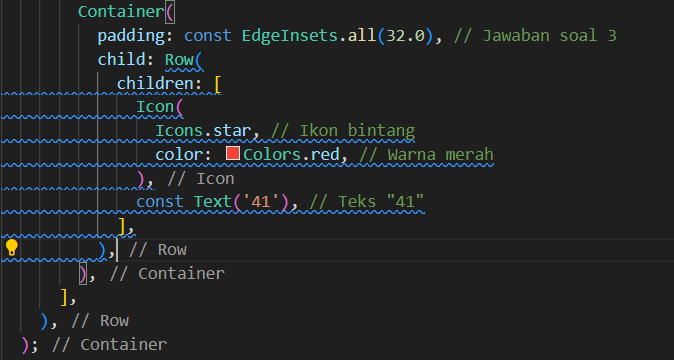 Container(
padding: const EdgeInsets.all(32.0), // Jawaban soal 3
child: Row(
children: [
Icon(
Icons.star, // Ikon bintang
color: Colors.red, // Warna merah
), // Icon
const Text('41'), // Teks "41"
],
), // Row
), // Container
],
), // Row
); // Container